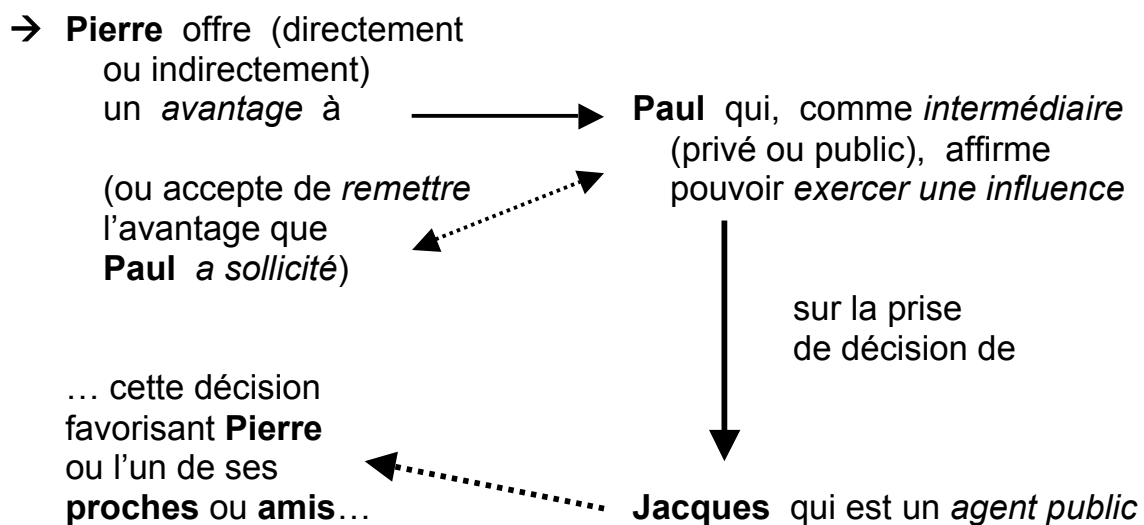 → Pierre offre (directement
ou indirectement)
un avantage à
(ou accepte de remettre
l’avantage que
Paul a sollicité)
Paul qui, comme intermédiaire
(privé ou public), affirme
pouvoir exercer une influence
sur la prise
de décision de
Jacques qui est un agent public
… cette décision
favorisant Pierre
ou l’un de ses
proches ou amis…